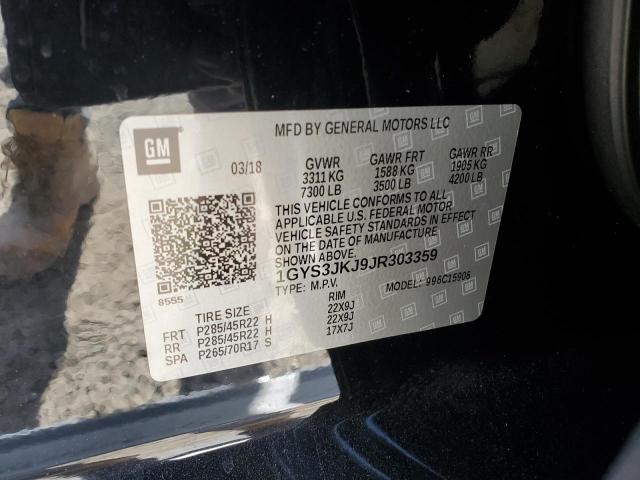 GM
MFD BY GENERAL MOTORS LLC
03/18
GVWR GAWR FRT GAWR RR
3311 KG 1588 KG 1905 KG
7300 LB 3500 LB 4200 LB
THIS VEHICLE CONFORMS TO ALL
APPLICABLE U.S. FEDERAL MOTOR
VEHICLE SAFETY STANDARDS IN EFFECT
ON THE DATE OF MANUFACTURE
SHOWN ABOVE.
1GYS3JKJ9JR303359
TYPE: M.P.V. MODEL: 996C15906
8555
TIRE SIZE RIM
FRT P285/45R22 H 22X9J
RR P285/45R22 H 22X9J
SPA P265/70R17 S 17X7J